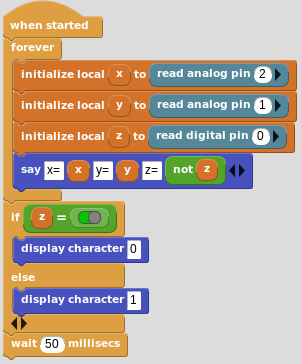 when started
forever
initialize local x to read analog pin 2
initialize local y to read analog pin 1
initialize local z to read digital pin 0
say x= x y= y z= not z
if z =
display character 0
else
display character 1
wait 50 millisecs